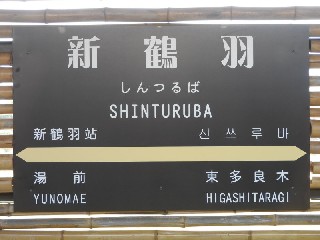 新鶴羽
しんつるば
SHINTURUBA
新鶴羽站 신쓰루바
湯前 東多良木
YUNOMAE HIGASHITARAGI